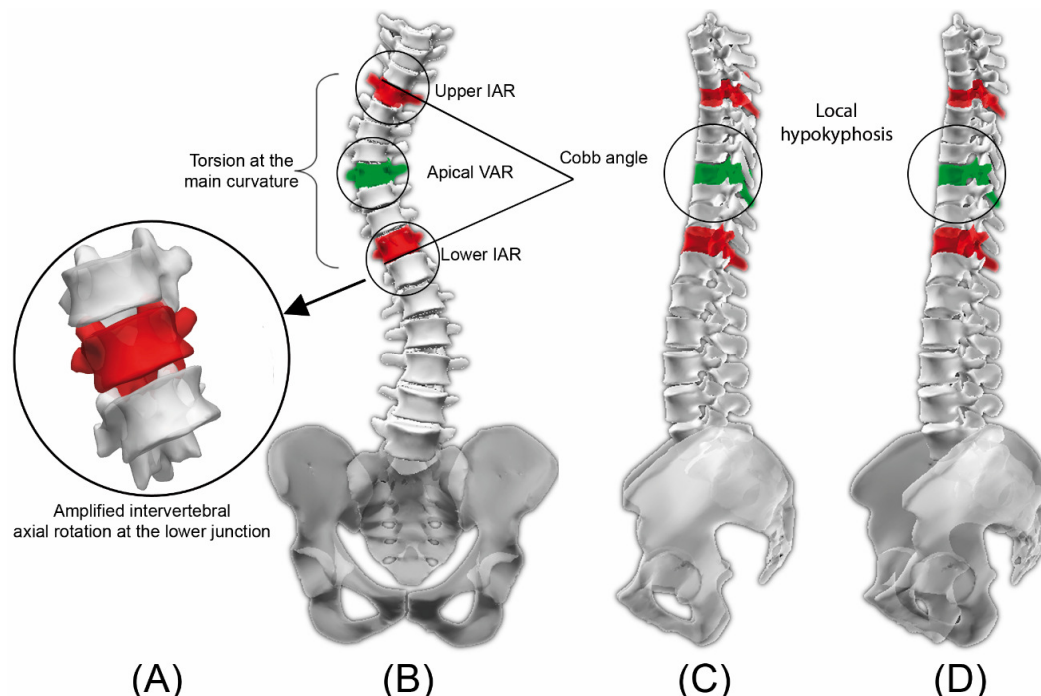 Upper IAR
Local
hypokyphosis
Torsion at the
main curvature
Apical VAR
Cobb angle
Lower IAR
Amplified intervertebral
axial rotation at the lower junction
(A)
(B)
(C)
(D)